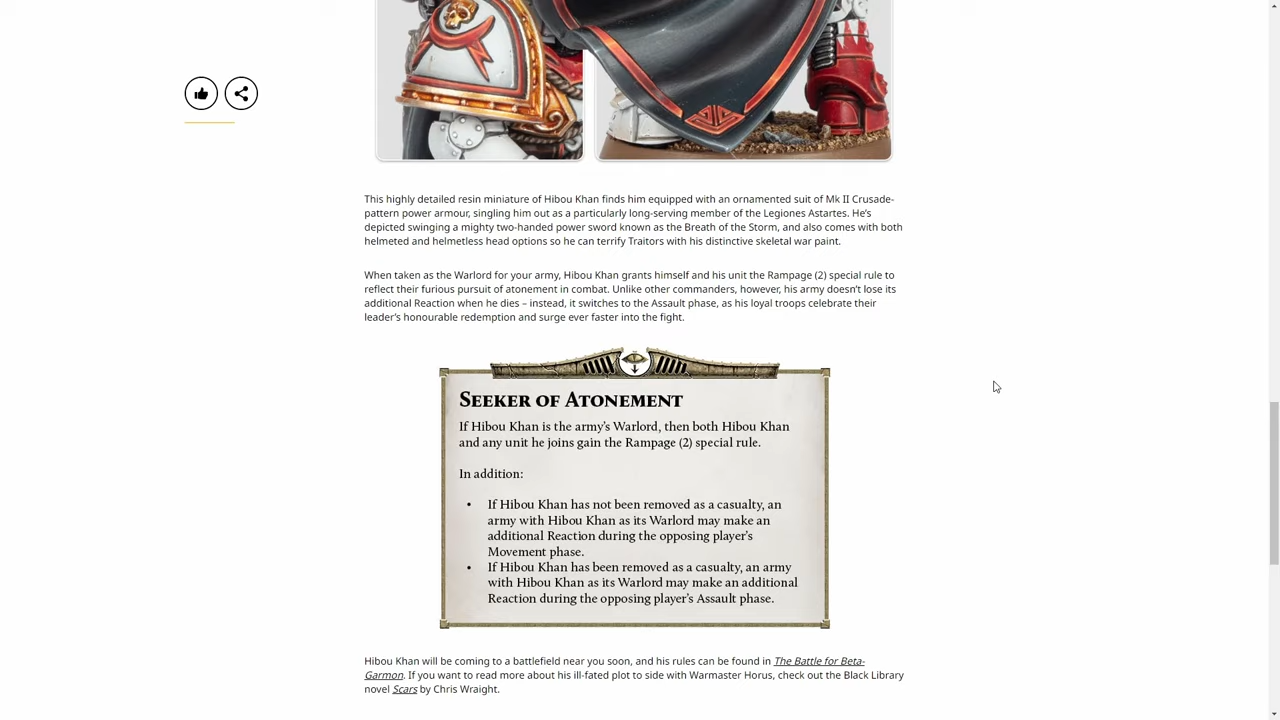 This highly detailed resin miniature of Hibou Khan finds him equipped with an ornamented suit of Mk II Crusade-
pattern power armour, singling him out as a particularly long-serving member of the Legiones Astartes. He's
depicted swinging a mighty two-handed power sword known as the Breath of the Storm, and also comes with both
helmeted and helmetless head options so he can terrify Traitors with his distinctive skeletal war paint.
When taken as the Warlord for your army, Hibou Khan grants himself and his unit the Rampage (2) special rule to
reflect their furious pursuit of atonement in combat. Unlike other commanders, however, his army doesn't lose its
additional Reaction when he dies – instead, it switches to the Assault phase, as his loyal troops celebrate their
leader's honourable redemption and surge ever faster into the fight.
Seeker of Atonement
If Hibou Khan is the army's Warlord, then both Hibou Khan
and any unit he joins gain the Rampage (2) special rule.
In addition:
• If Hibou Khan has not been removed as a casualty, an
army with Hibou Khan as its Warlord may make an
additional Reaction during the opposing player's
Movement phase.
• If Hibou Khan has been removed as a casualty, an army
with Hibou Khan as its Warlord may make an additional
Reaction during the opposing player's Assault phase.
Hibou Khan will be coming to a battlefield near you soon, and his rules can be found in The Battle for Beta-
Garmon. If you want to read more about his ill-fated plot to side with Warmaster Horus, check out the Black Library
novel Scars by Chris Wraight.